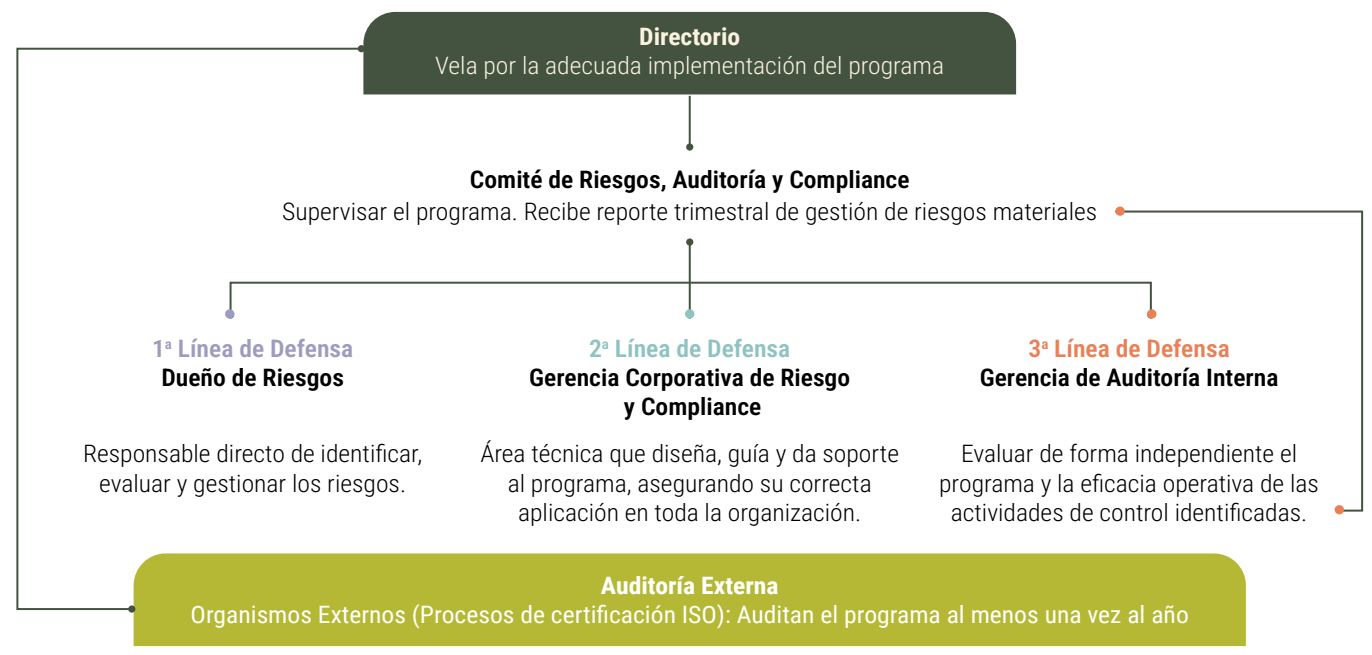 Directorio
Vela por la adecuada implementación del programa
Comité de Riesgos, Auditoría y Compliance
Supervisar el programa. Recibe reporte trimestral de gestión de riesgos materiales
1ª Línea de Defensa
Dueño de Riesgos
Responsable directo de identificar,
evaluar y gestionar los riesgos.
2ª Línea de Defensa
Gerencia Corporativa de Riesgo
y Compliance
Área técnica que diseña, guía y da soporte
al programa, asegurando su correcta
aplicación en toda la organización.
3ª Línea de Defensa
Gerencia de Auditoría Interna
Evaluar de forma independiente el
programa y la eficacia operativa de las
actividades de control identificadas.
Auditoría Externa
Organismos Externos (Procesos de certificación ISO): Auditan el programa al menos una vez al año